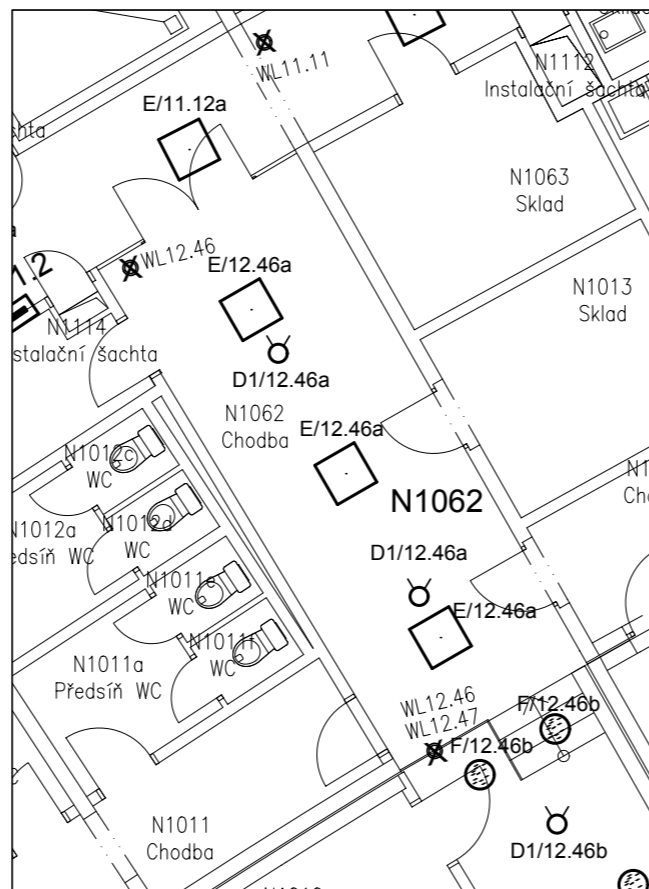 WL11.11
N1112
Instalační šachta
E/11.12a
N1063
Sklad
WL12.46
E/12.46a
N1013
Sklad
N1114
stalační šachta
D1/12.46a
N1062
Chodba
E/12.46a
N1012c
WC
N1062
N1012a
edsíň WC
N1012d
WC
D1/12.46a
N1011e
WC
E/12.46a
N1011f
WC
N1011a
Předsíň WC
WL12.46
WL12.47
F/12.46b
F/12.46b
N1011
Chodba
D1/12.46b